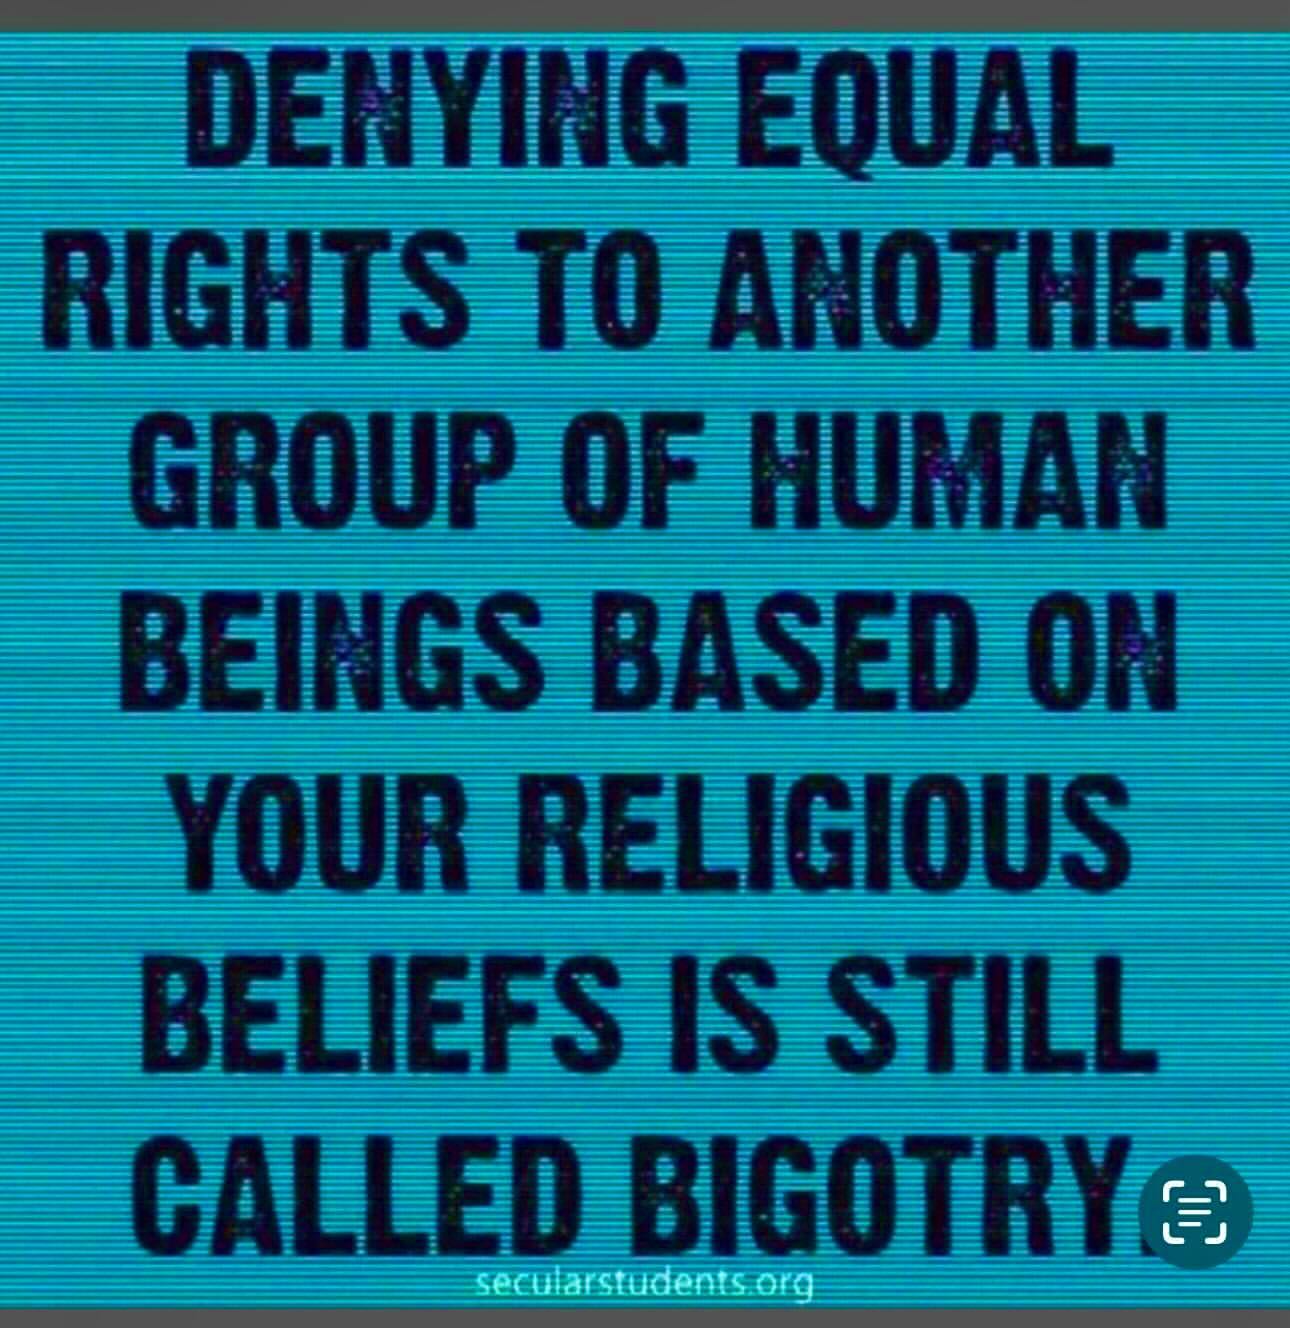 DENYING EQUAL
RIGHTS TO ANOTHER
GROUP OF HUMAN
BEINGS BASED ON
YOUR RELIGIOUS
BELIEFS IS STILL
CALLED BIGOTRY.
secularstudents.org